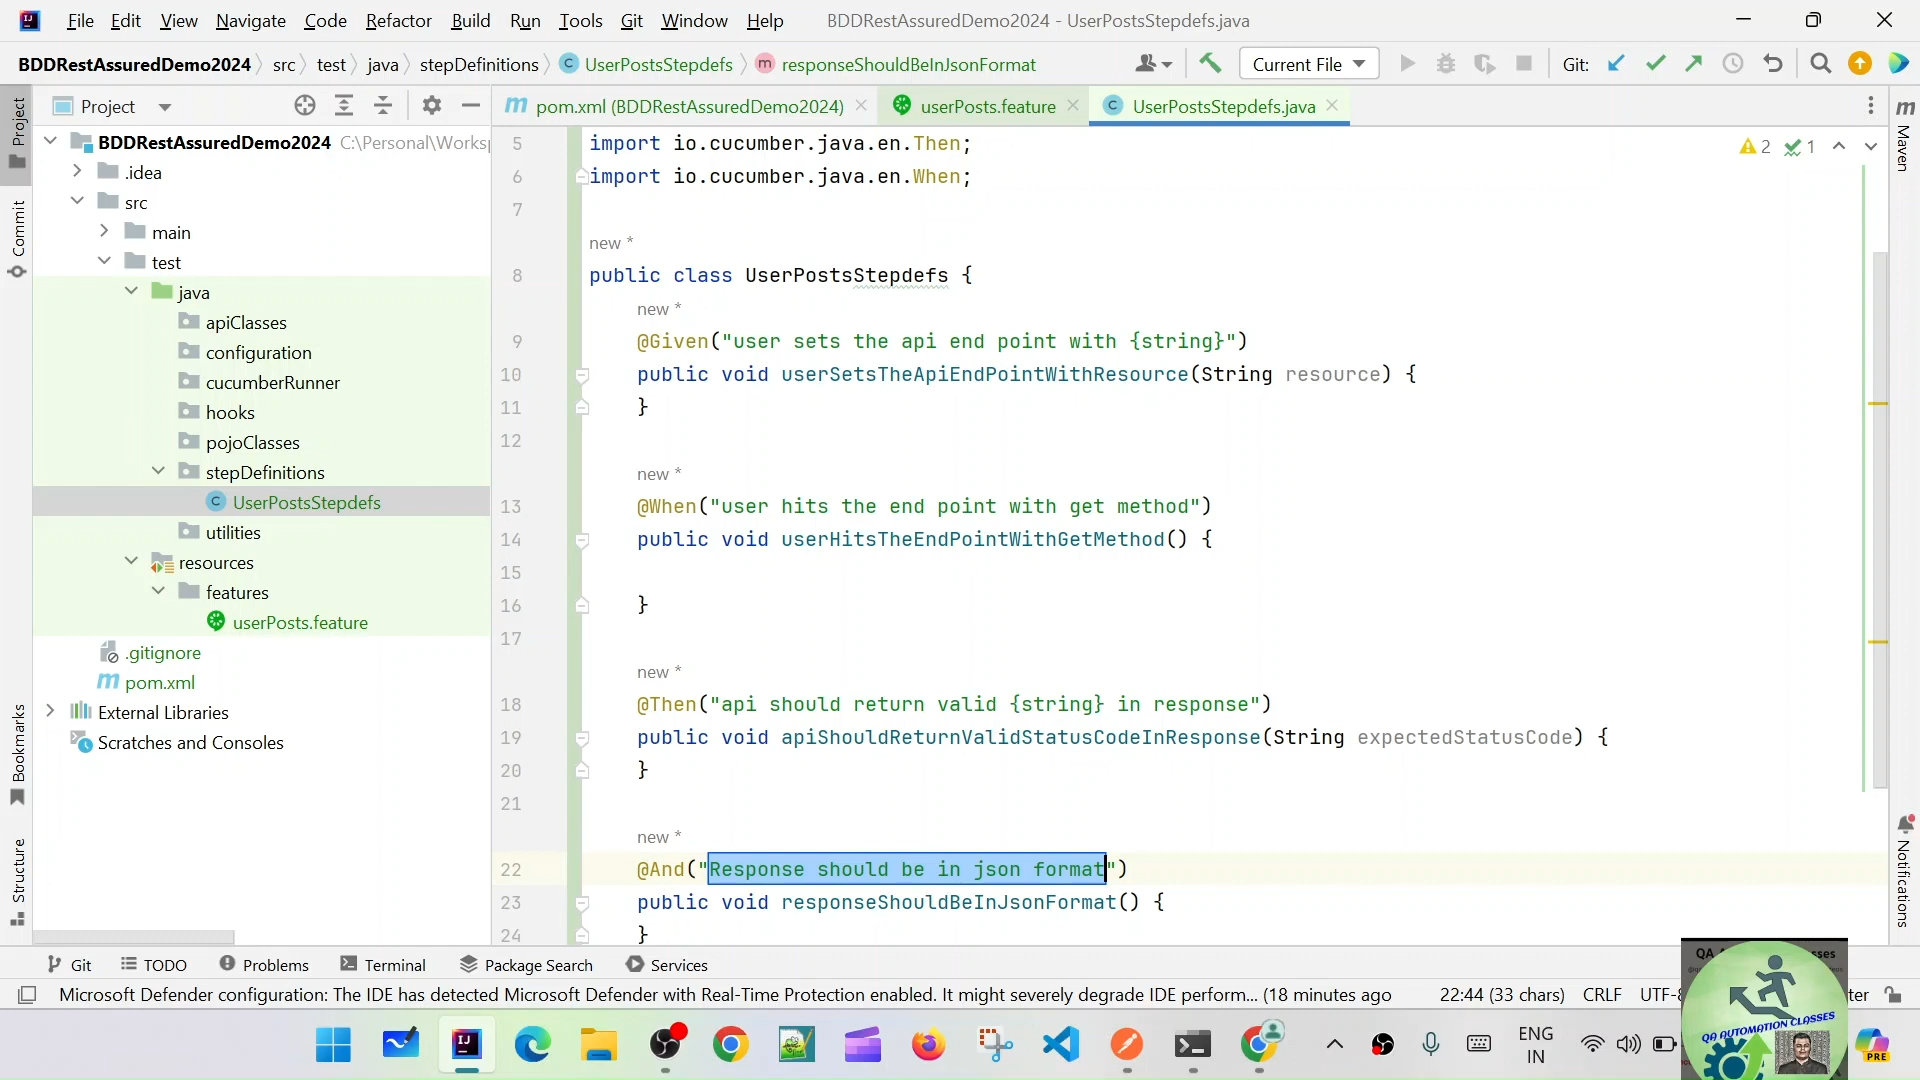 File Edit View Navigate Code Refactor Build Run Tools Git Window Help BDDRestAssuredDemo2024 - UserPostsStepdefs.java
BDDRestAssuredDemo2024 src test java stepDefinitions UserPostsStepdefs responseShouldBeInJsonFormat Current File Git:
Project
pom.xml (BDDRestAssuredDemo2024) userPosts.feature UserPostsStepdefs.java
Project
Commit
Bookmarks
Structure
BDDRestAssuredDemo2024 C:\Personal\Works
.idea
src
main
test
java
apiClasses
configuration
cucumberRunner
hooks
pojoClasses
stepDefinitions
UserPostsStepdefs
utilities
resources
features
userPosts.feature
.gitignore
pom.xml
External Libraries
Scratches and Consoles
2 1
5 import io.cucumber.java.en.Then;
6 import io.cucumber.java.en.When;
7
new *
8 public class UserPostsStepdefs {
new *
9 @Given("user sets the api end point with {string}")
10 public void userSetsTheApiEndPointWithResource(String resource) {
11 }
12
new *
13 @When("user hits the end point with get method")
14 public void userHitsTheEndPointWithGetMethod() {
15
16 }
17
new *
18 @Then("api should return valid {string} in response")
19 public void apiShouldReturnValidStatusCodeInResponse(String expectedStatusCode) {
20 }
21
new *
22 @And("Response should be in json format")
23 public void responseShouldBeInJsonFormat() {
24 }
Maven
Notifications
Git TODO Problems Terminal Package Search Services
Microsoft Defender configuration: The IDE has detected Microsoft Defender with Real-Time Protection enabled. It might severely degrade IDE perform... (18 minutes ago 22:44 (33 chars) CRLF UTF-8
ENG
IN
PRE
QA AUTOMATION CLASSES